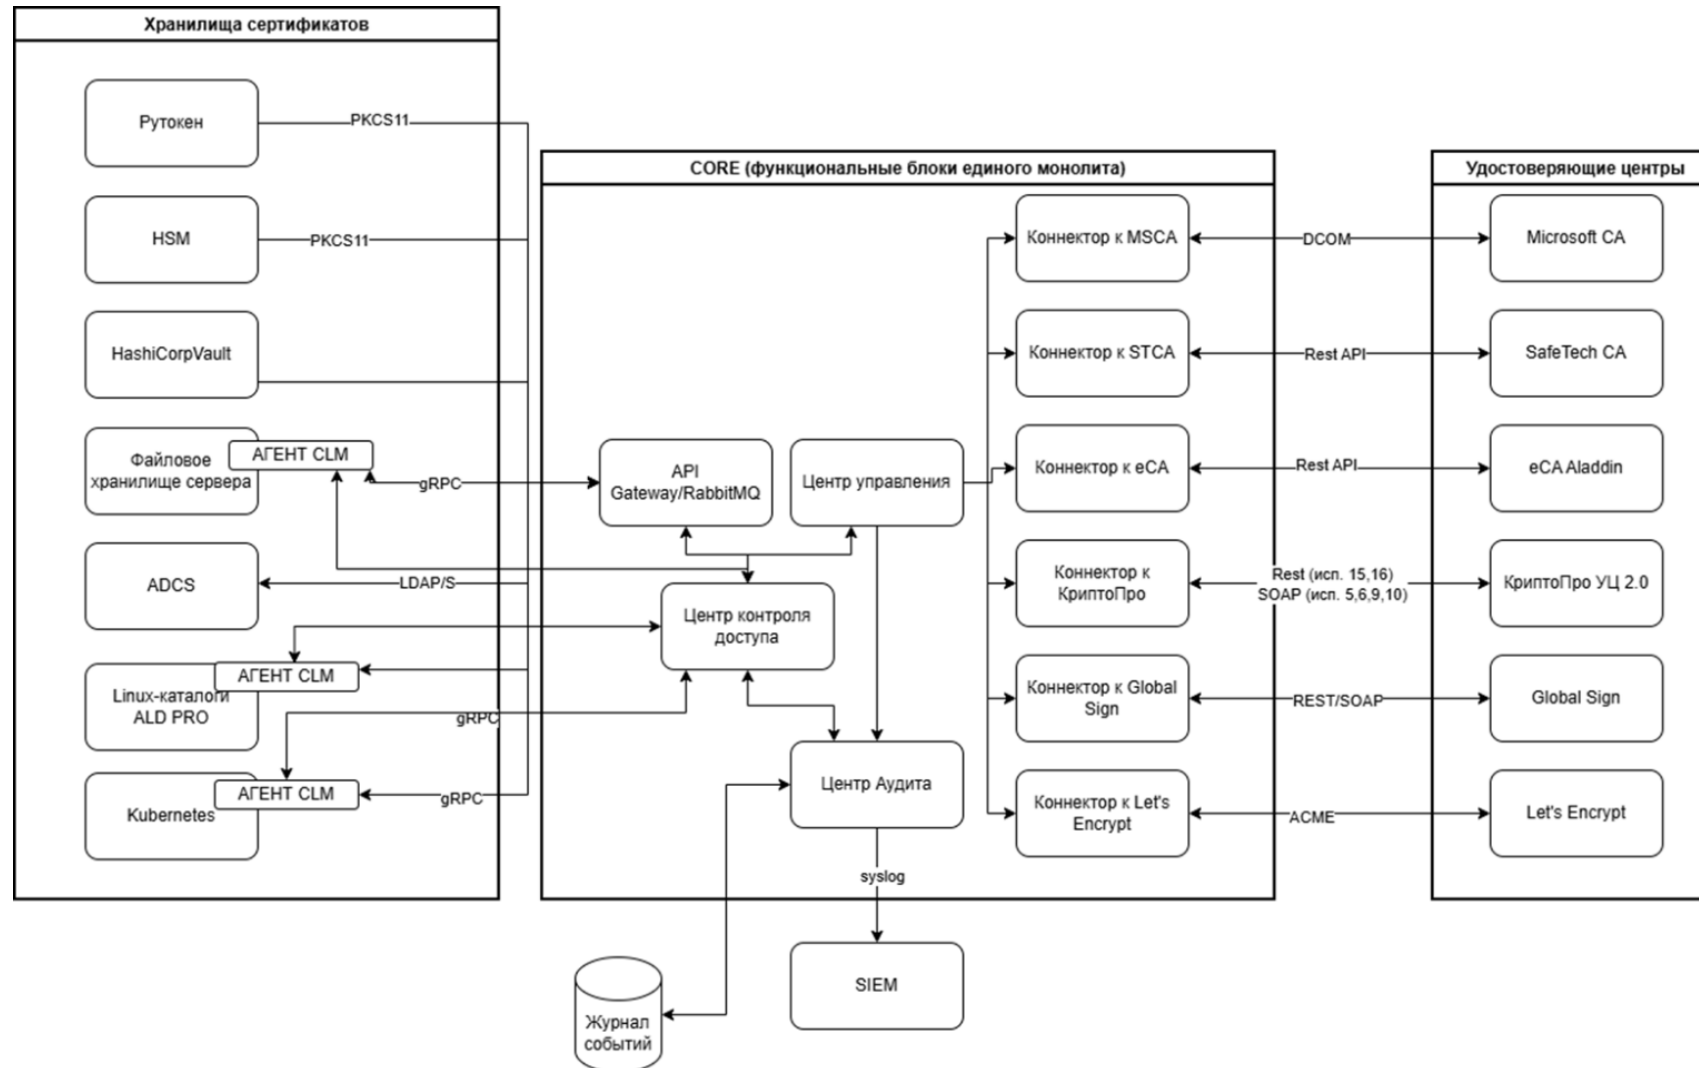 Хранилища сертификатов
Рутокен
PKCS11
HSM
PKCS11
HashiCorpVault
Файловое
хранилище сервера
АГЕНТ CLM
gRPC
ADCS
LDAP/S
Linux-каталоги
ALD PRO
АГЕНТ CLM
gRPC
Kubernetes
АГЕНТ CLM
gRPC
CORE (функциональные блоки единого монолита)
API
Gateway/RabbitMQ
Центр управления
Центр контроля
доступа
Центр Аудита
syslog
SIEM
Журнал
событий
Коннектор к MSCA
Коннектор к STCA
Коннектор к eCA
Коннектор к
КриптоПро
Коннектор к Global
Sign
Коннектор к Let's
Encrypt
DCOM
Rest API
Rest API
Rest (исп. 15,16)
SOAP (исп. 5,6,9,10)
REST/SOAP
ACME
Удостоверяющие центры
Microsoft CA
SafeTech CA
eCA Aladdin
КриптоПро УЦ 2.0
Global Sign
Let's Encrypt